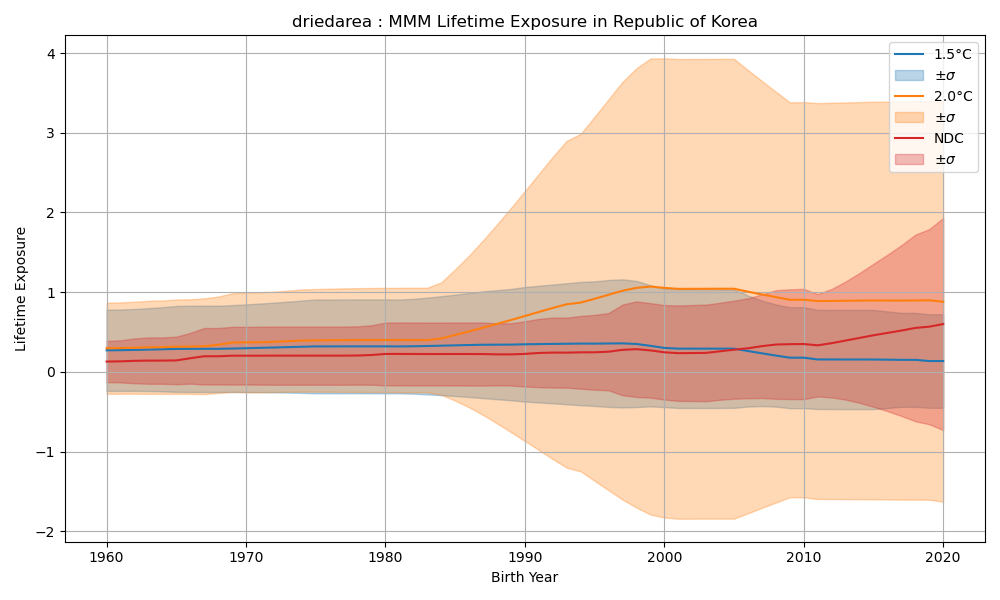 driedarea : MMM Lifetime Exposure in Republic of Korea
4
3
2
1
0
−1
−2
Lifetime Exposure
1.5°C
±σ
2.0°C
±σ
NDC
±σ
1960
1970
1980
1990
2000
2010
2020
Birth Year